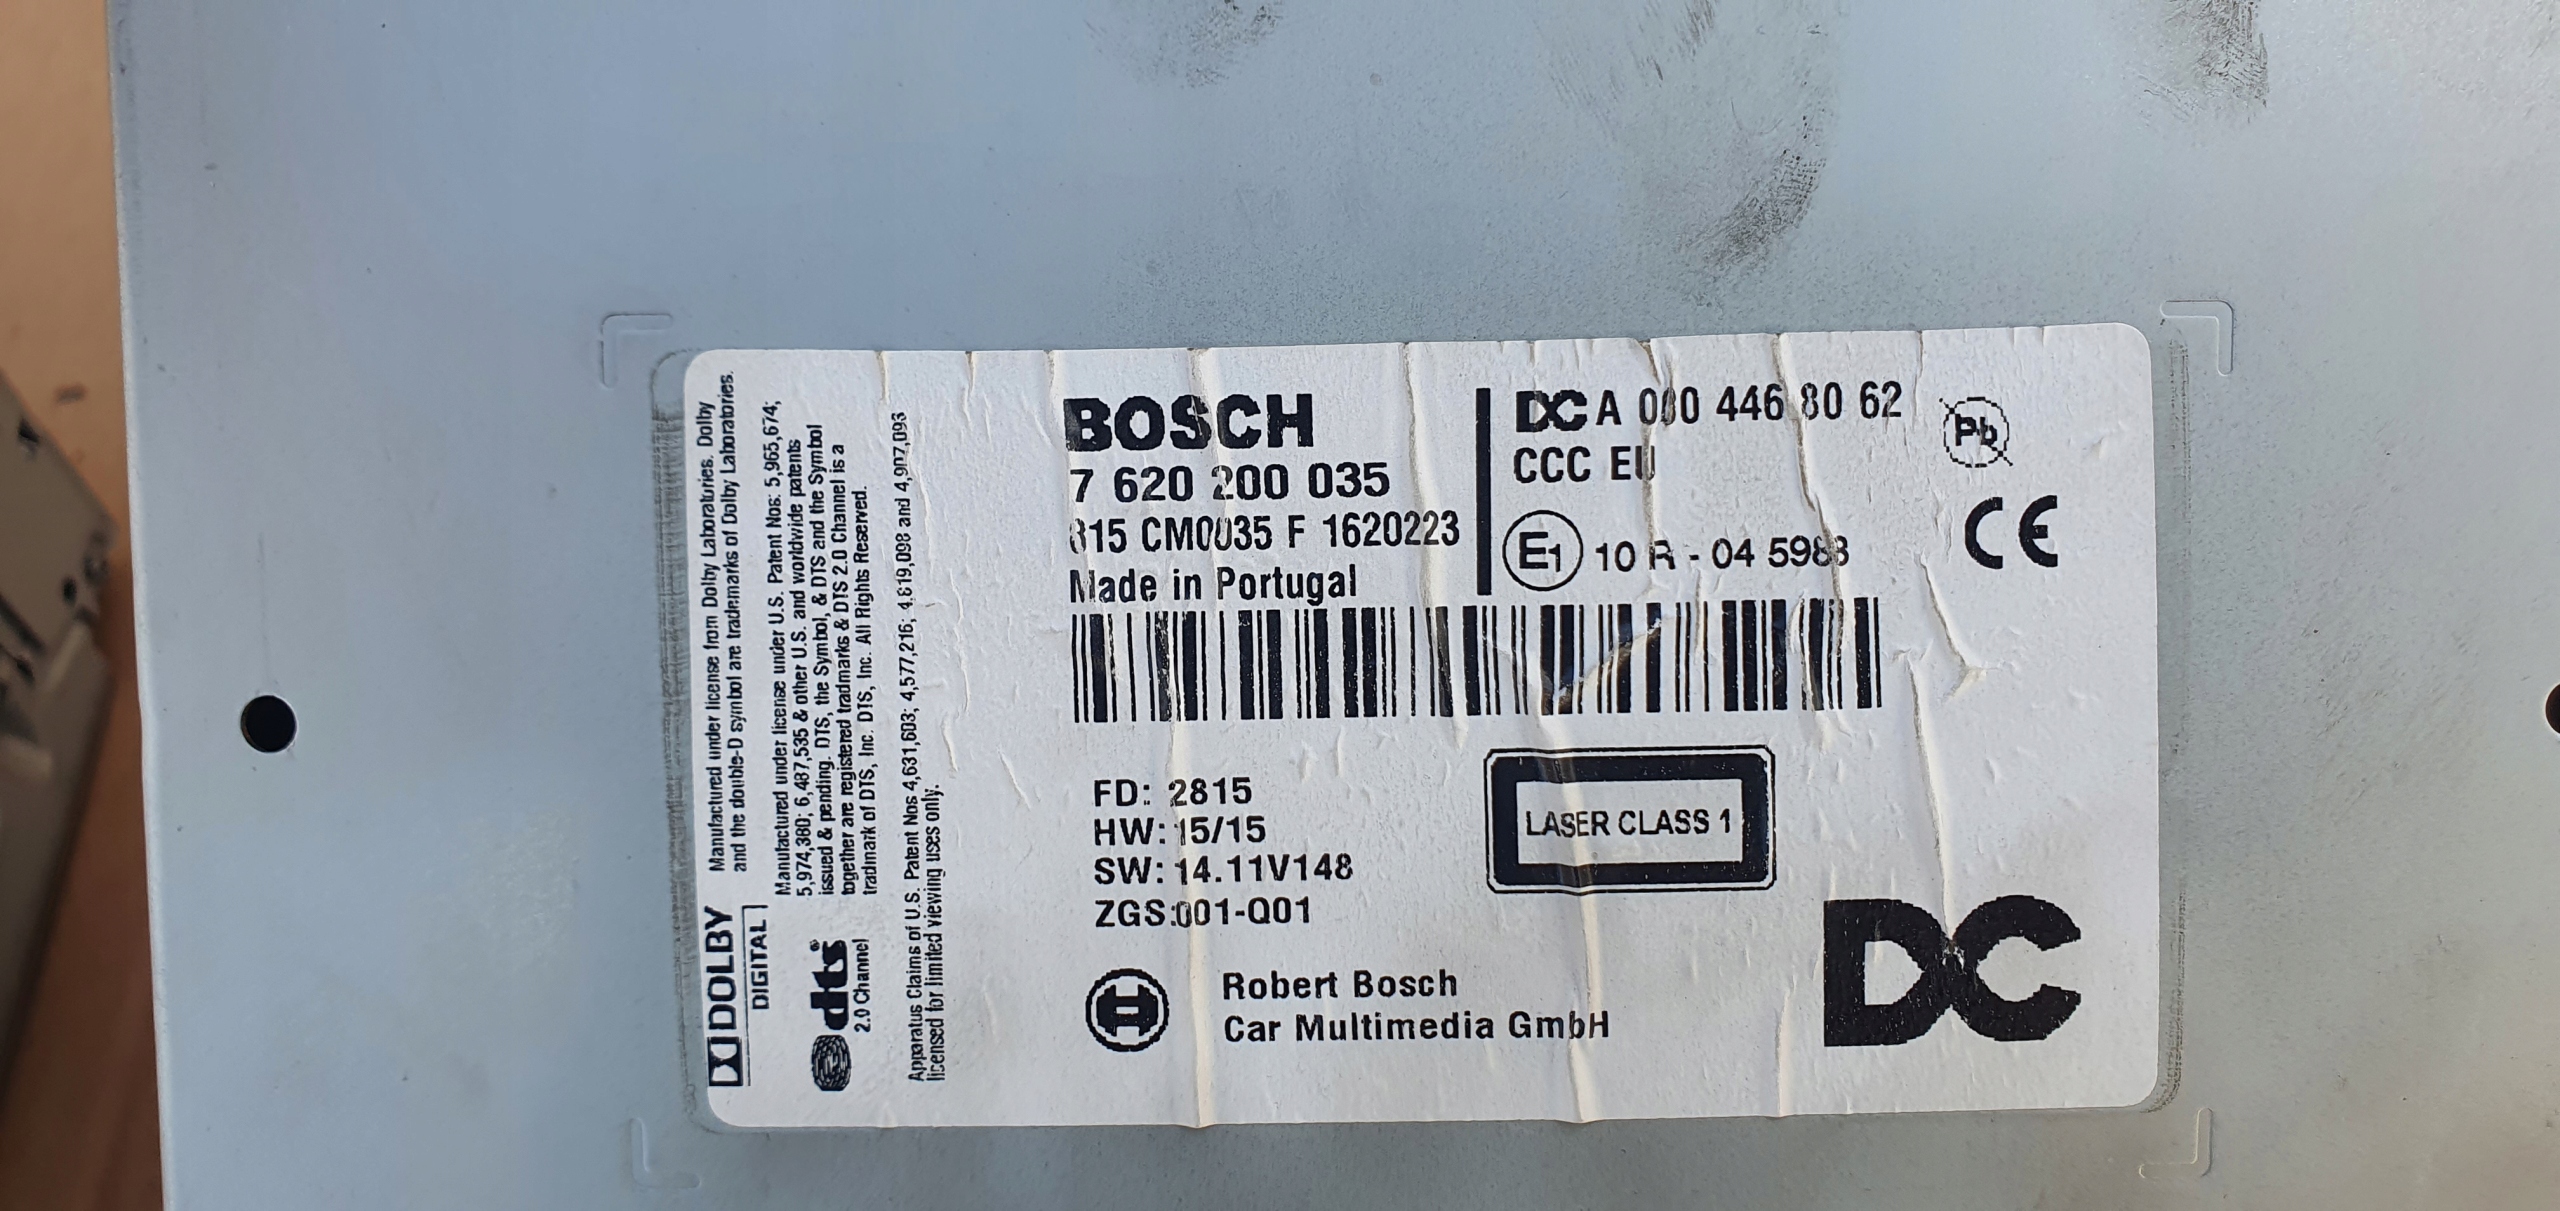 BOSCH
7 620 200 035
815 CM0035 F 1620223
Made in Portugal
DC A 000 446 80 62
CCC EU
E1 10 R - 04 5988
Pb
CE
FD: 2815
HW: 15/15
SW: 14.11V148
ZGS:001-Q01
LASER CLASS 1
Robert Bosch
Car Multimedia GmbH
DC
DOLBY
DIGITAL
Manufactured under license from Dolby Laboratories. Dolby
and the double-D symbol are trademarks of Dolby Laboratories.
dts
2.0 Channel
Manufactured under license under U.S. Patent Nos: 5,965,674;
5,974,380; 6,487,535 & other U.S. and worldwide patents
issued & pending. DTS, the Symbol, & DTS and the Symbol
together are registered tradmarks & DTS 2.0 Channel is a
tradmark of DTS, Inc. DTS, Inc. All Rights Reserved.
Apparatus Claims of U.S. Patent Nos 4,631,603; 4,577,216; 4,819,098 and 4,907,093
licensed for limited viewing uses only.